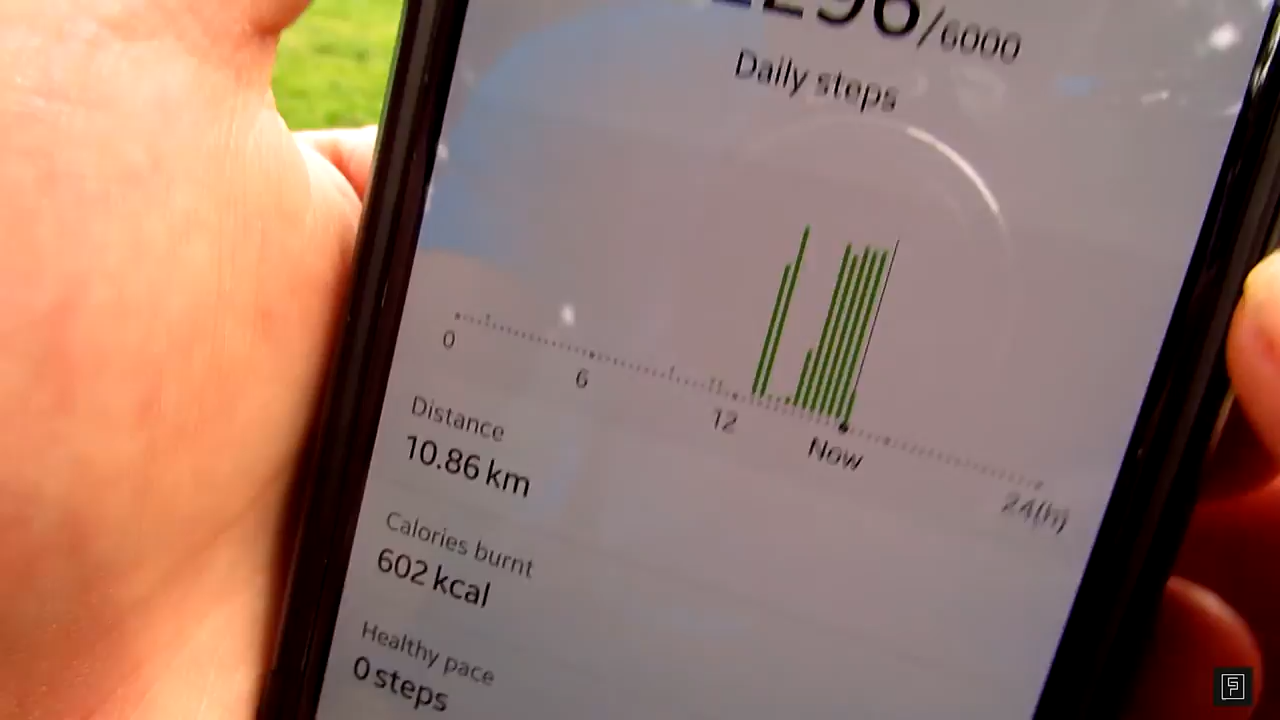 96/6000
Daily steps
0
6
12
Now
24(h)
Distance
10.86 km
Calories burnt
602 kcal
Healthy pace
0 steps